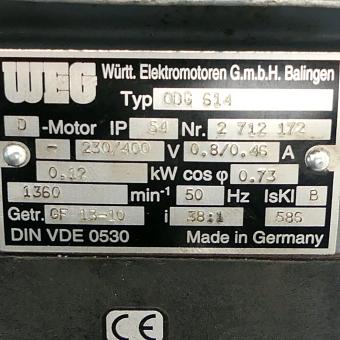 WEG Württ. Elektromotoren G.m.b.H. Balingen
Typ ODG 614
D -Motor IP 54 Nr. 2 712 172
~ 230/400 V 0,8/0,46 A
0,12 kW cos φ 0,73
1360 min-1 50 Hz IsKl B
Getr. GF 13-10 i 38:1 586
DIN VDE 0530 Made in Germany
CE